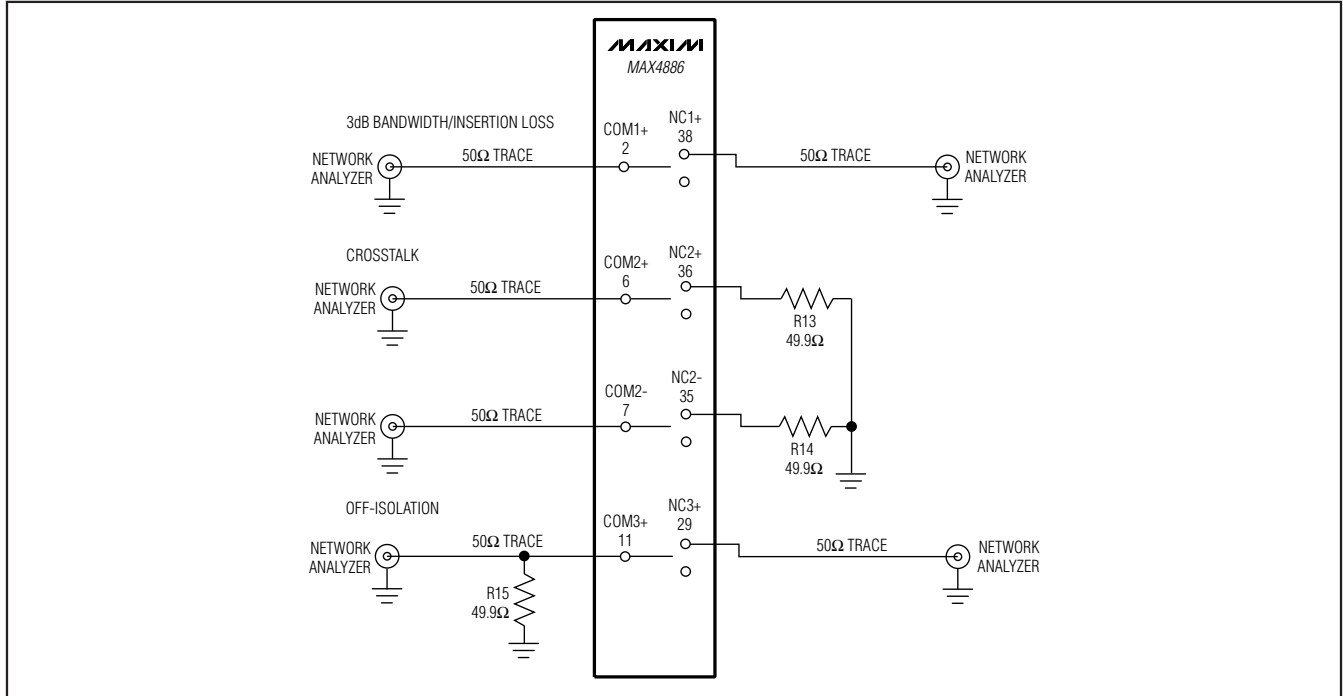 MAXIM
MAX4886
3dB BANDWIDTH/INSERTION LOSS
NETWORK
ANALYZER
50Ω TRACE
COM1+
2
NC1+
38
50Ω TRACE
NETWORK
ANALYZER
CROSSTALK
NETWORK
ANALYZER
50Ω TRACE
COM2+
6
NC2+
36
R13
49.9Ω
NETWORK
ANALYZER
50Ω TRACE
COM2-
7
NC2-
35
R14
49.9Ω
OFF-ISOLATION
NETWORK
ANALYZER
50Ω TRACE
R15
49.9Ω
COM3+
11
NC3+
29
50Ω TRACE
NETWORK
ANALYZER